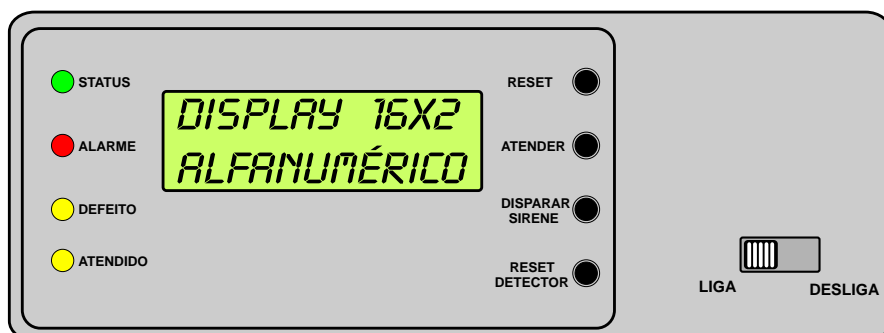 STATUS
ALARME
DEFEITO
ATENDIDO
DISPLAY 16X2
ALFANUMÉRICO
RESET
ATENDER
DISPARAR
SIRENE
RESET
DETECTOR
LIGA
DESLIGA